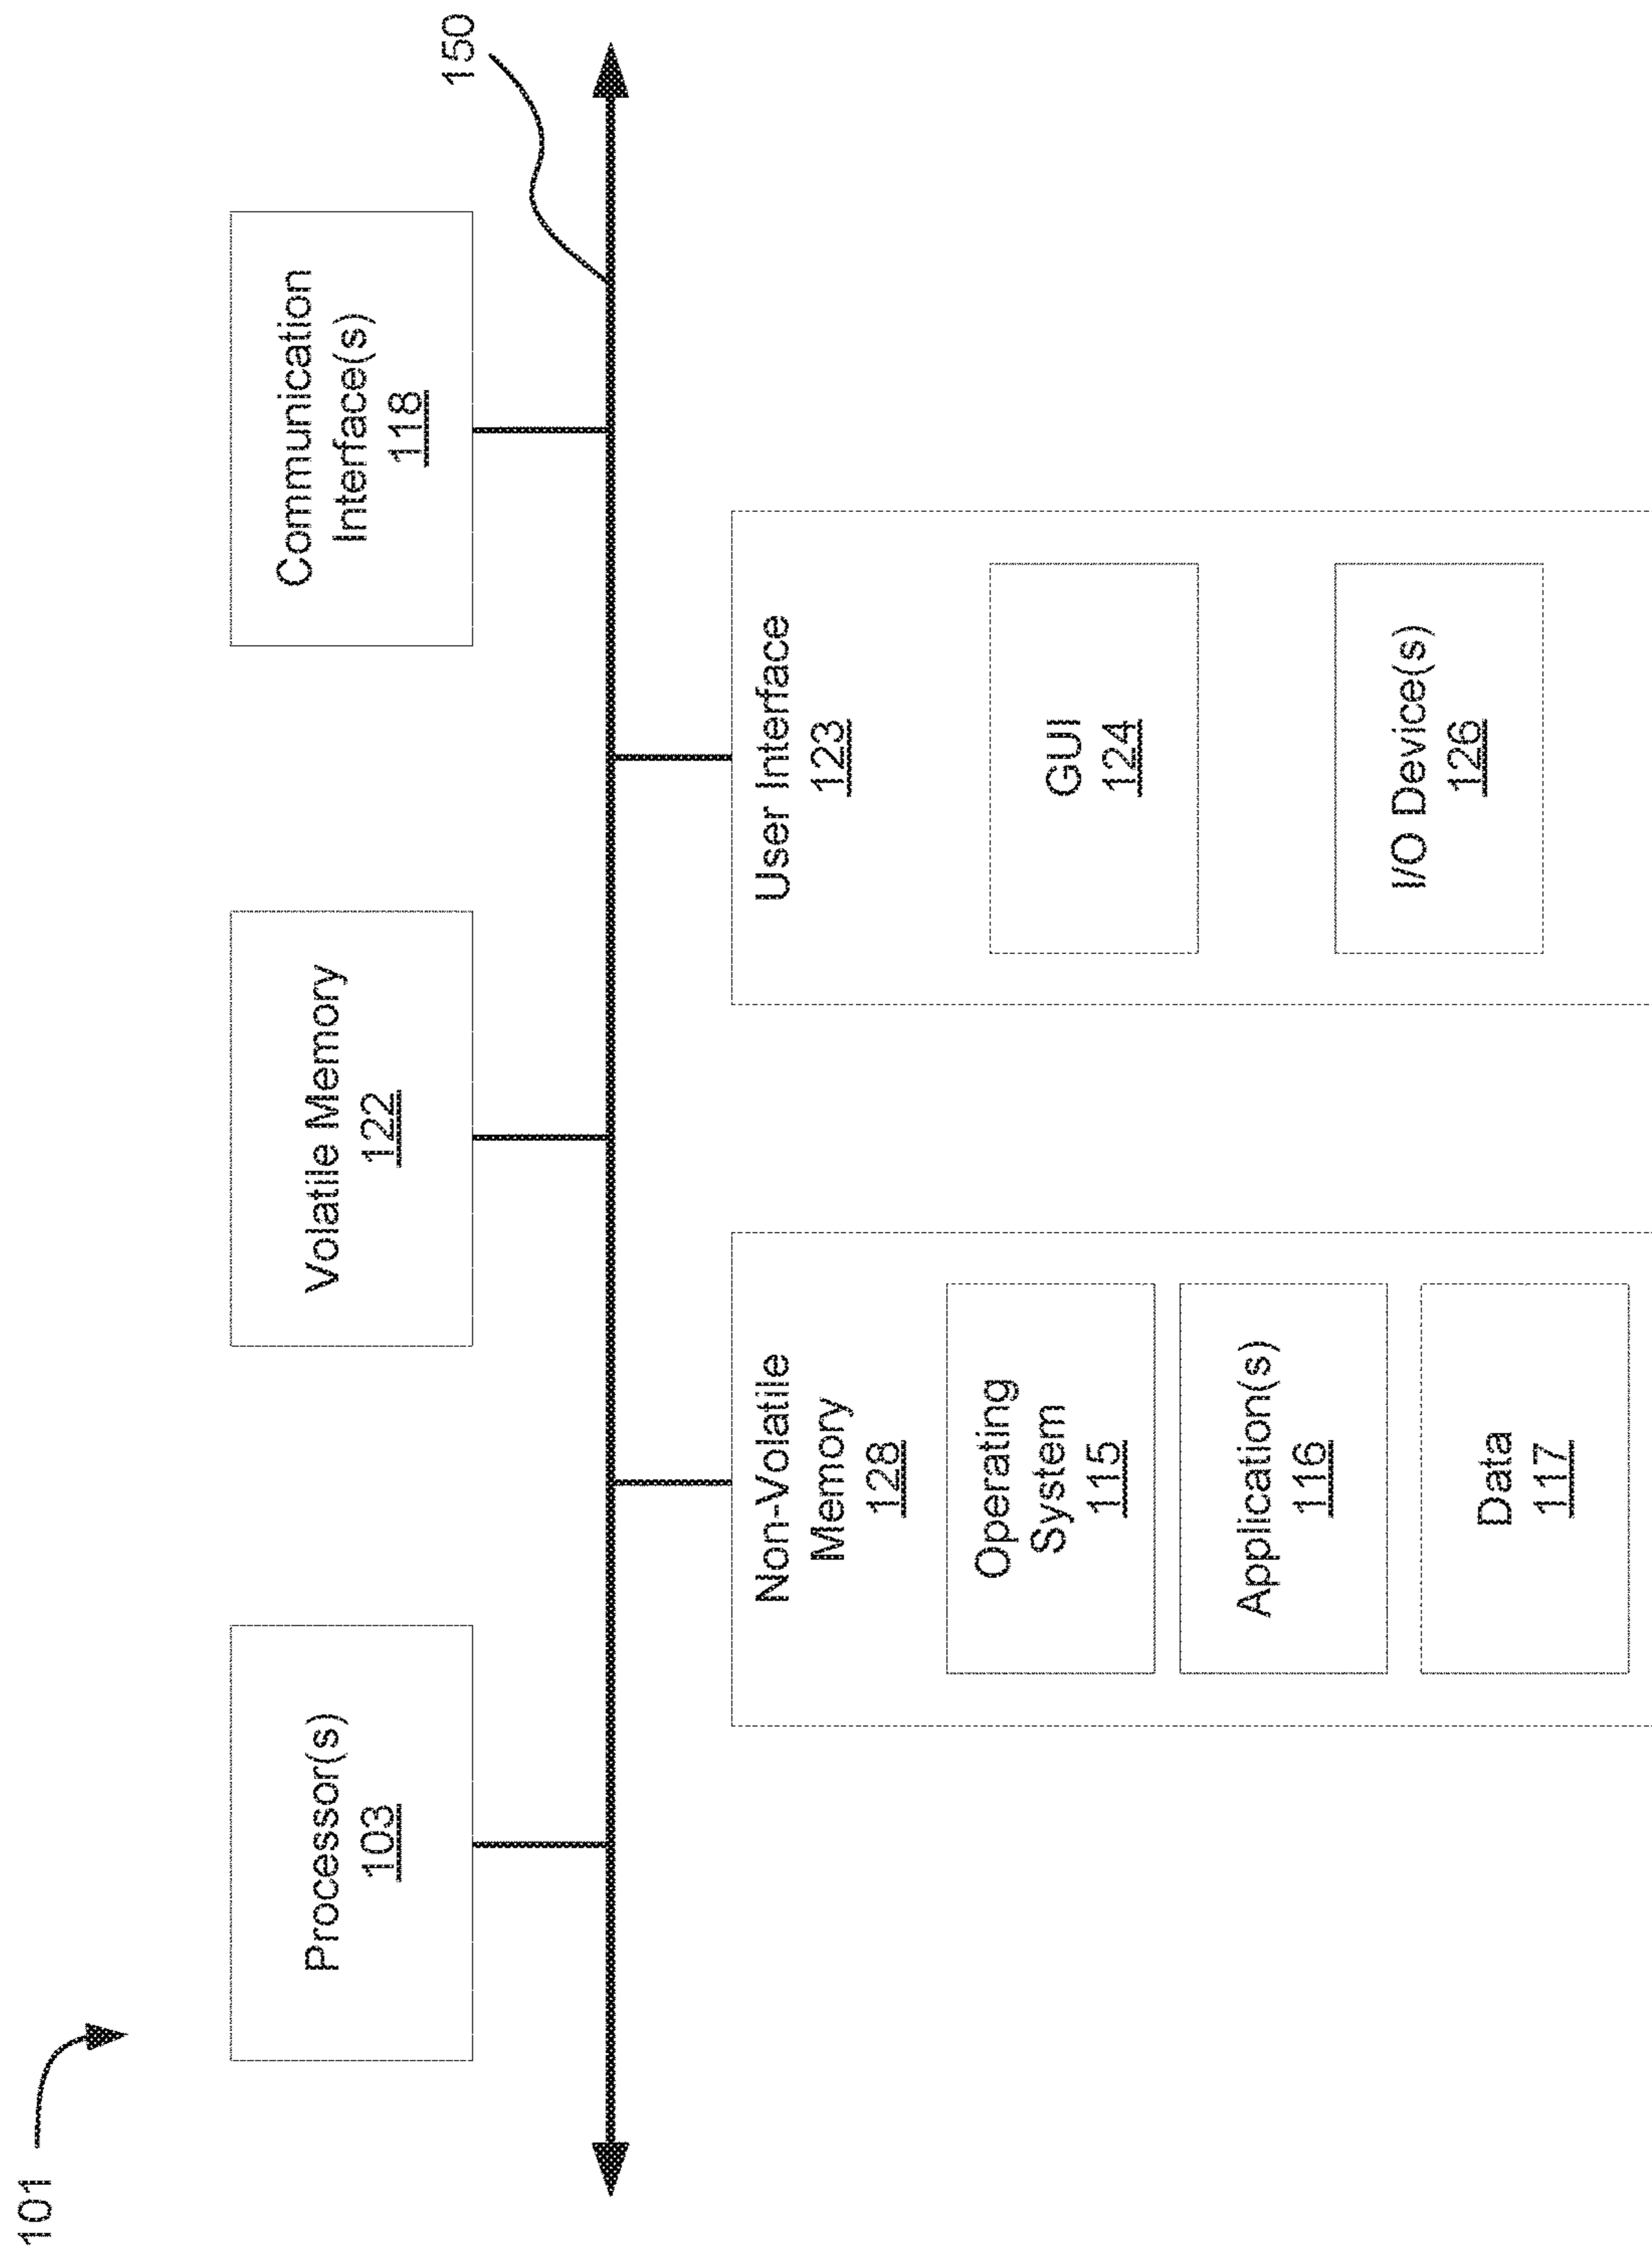 101
Processor(s)
103
Volatile Memory
122
Communication
Interface(s)
118
150
Non-Volatile
Memory
128
Operating
System
115
Application(s)
116
Data
117
User Interface
123
GUI
124
I/O Device(s)
126